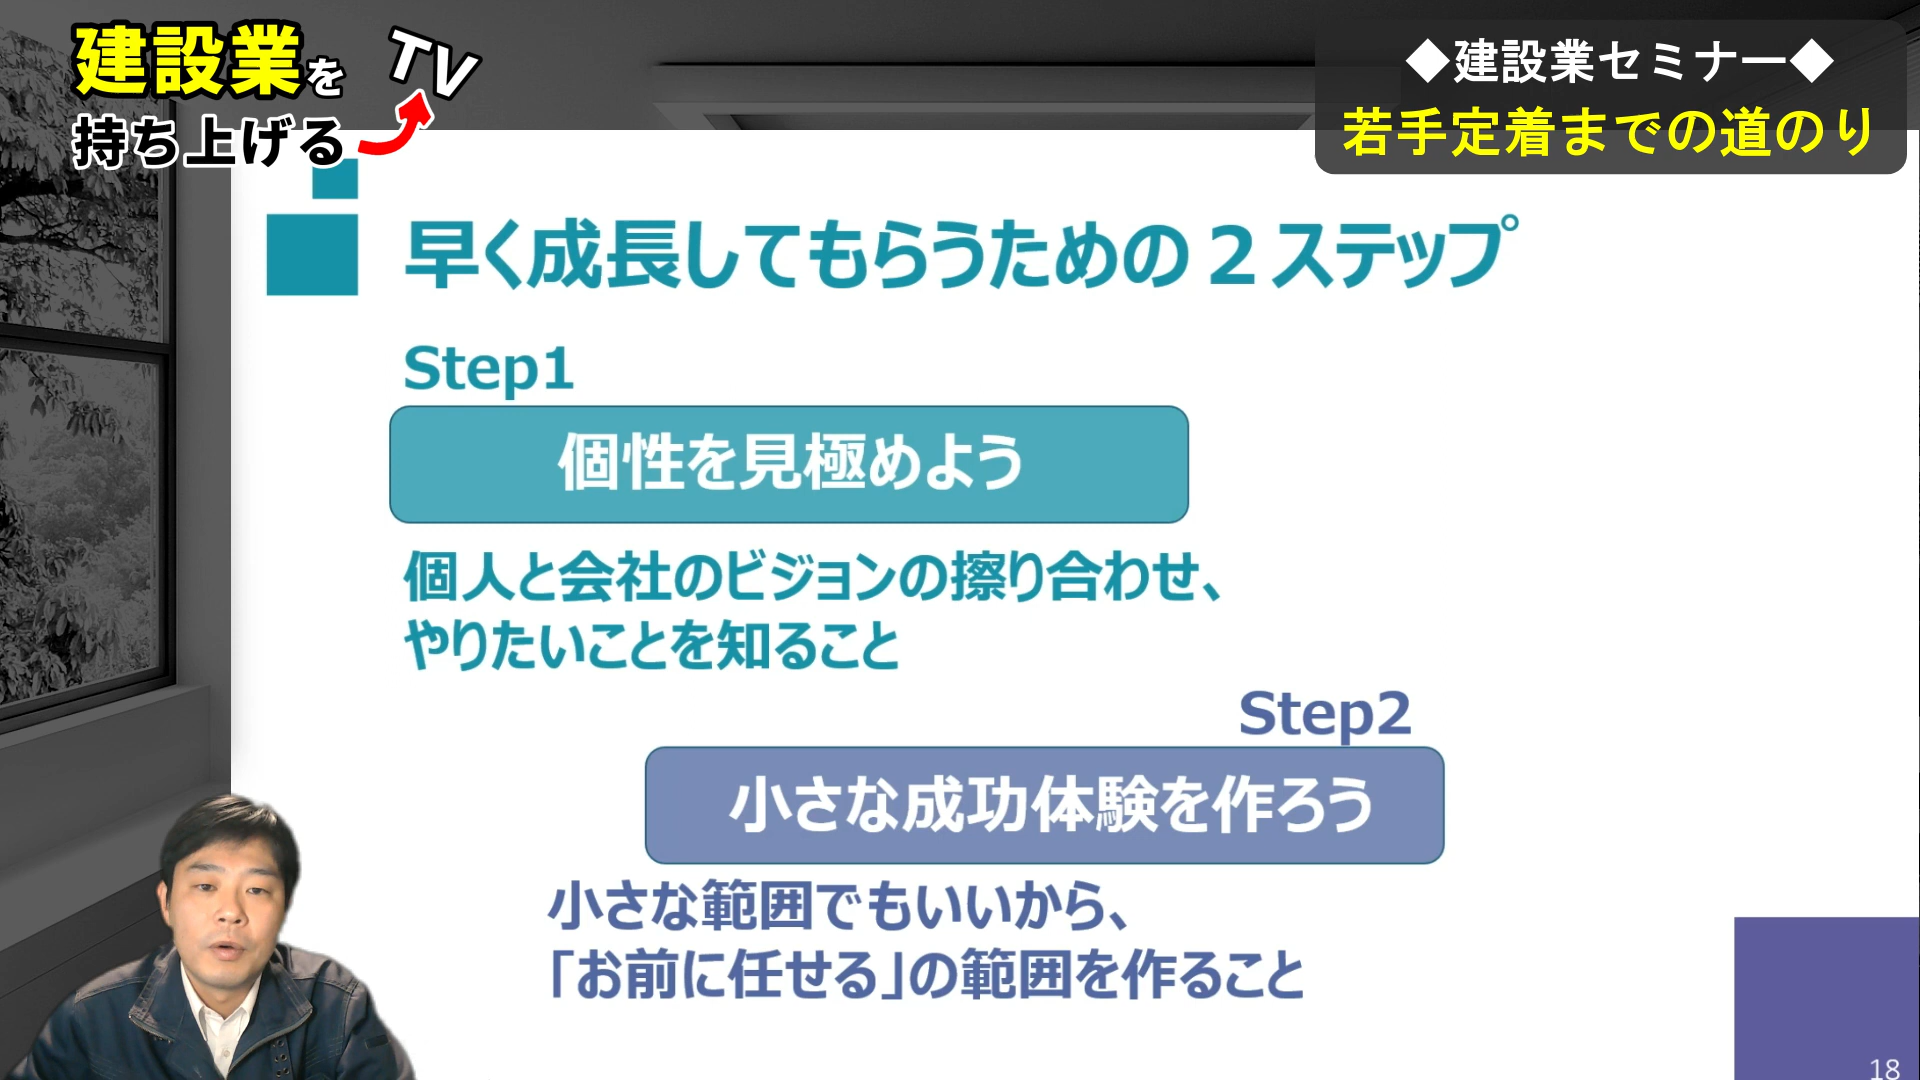 建設業を
持ち上げる
TV
◆建設業セミナー◆
若手定着までの道のり
早く成長してもらうための２ステップ
Step1
個性を見極めよう
個人と会社のビジョンの擦り合わせ、
やりたいことを知ること
Step2
小さな成功体験を作ろう
小さな範囲でもいいから、
「お前に任せる」の範囲を作ること
18